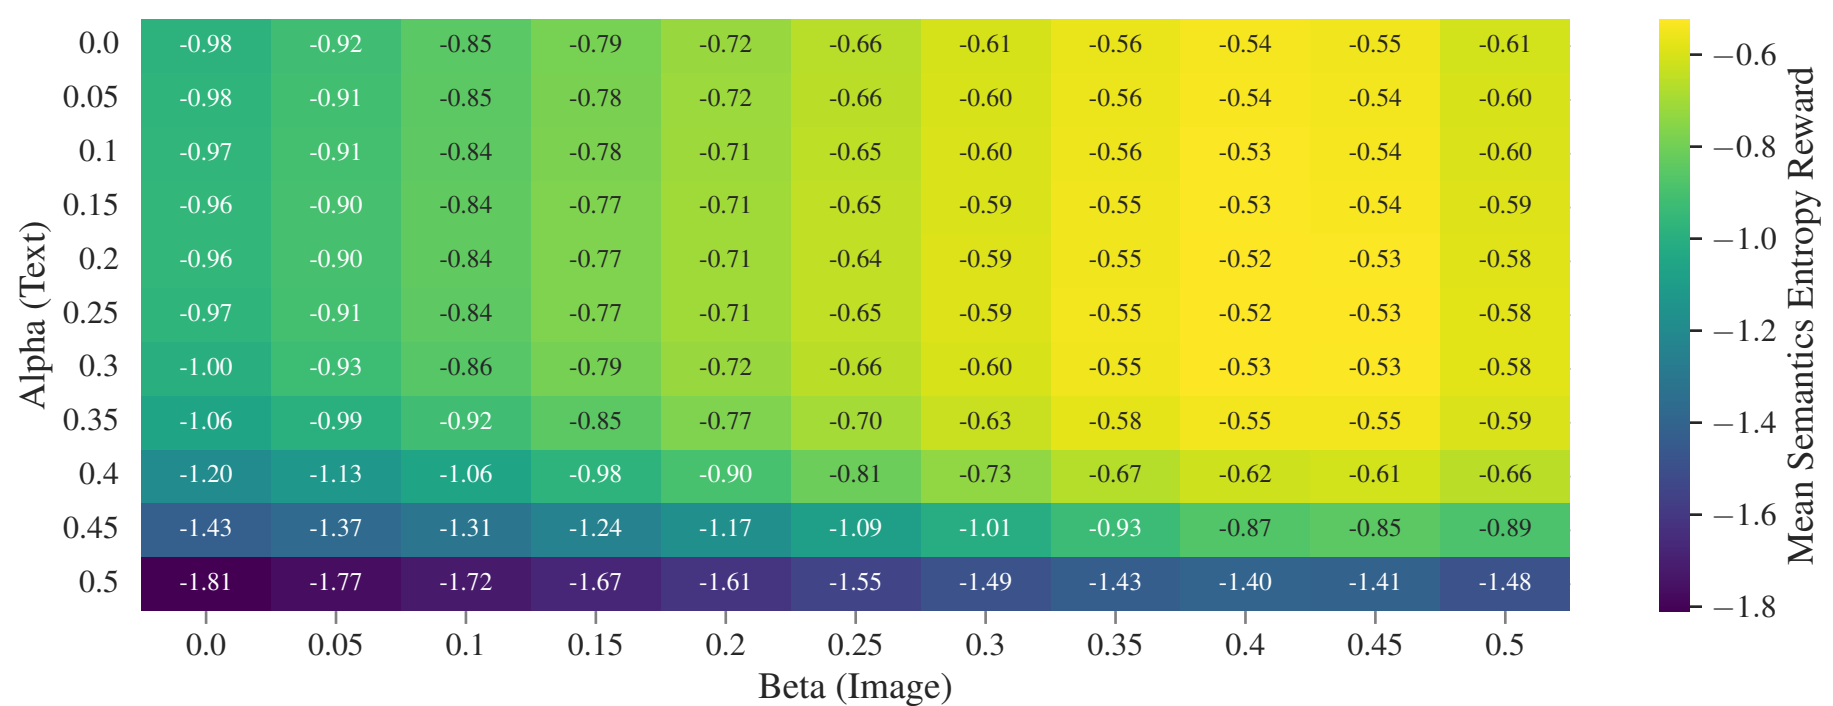 0.0 -0.98 -0.92 -0.85 -0.79 -0.72 -0.66 -0.61 -0.56 -0.54 -0.55 -0.61
0.05 -0.98 -0.91 -0.85 -0.78 -0.72 -0.66 -0.60 -0.56 -0.54 -0.54 -0.60
0.1 -0.97 -0.91 -0.84 -0.78 -0.71 -0.65 -0.60 -0.56 -0.53 -0.54 -0.60
0.15 -0.96 -0.90 -0.84 -0.77 -0.71 -0.65 -0.59 -0.55 -0.53 -0.54 -0.59
0.2 -0.96 -0.90 -0.84 -0.77 -0.71 -0.64 -0.59 -0.55 -0.52 -0.53 -0.58
0.25 -0.97 -0.91 -0.84 -0.77 -0.71 -0.65 -0.59 -0.55 -0.52 -0.53 -0.58
0.3 -1.00 -0.93 -0.86 -0.79 -0.72 -0.66 -0.60 -0.55 -0.53 -0.53 -0.58
0.35 -1.06 -0.99 -0.92 -0.85 -0.77 -0.70 -0.63 -0.58 -0.55 -0.55 -0.59
0.4 -1.20 -1.13 -1.06 -0.98 -0.90 -0.81 -0.73 -0.67 -0.62 -0.61 -0.66
0.45 -1.43 -1.37 -1.31 -1.24 -1.17 -1.09 -1.01 -0.93 -0.87 -0.85 -0.89
0.5 -1.81 -1.77 -1.72 -1.67 -1.61 -1.55 -1.49 -1.43 -1.40 -1.41 -1.48
0.0 0.05 0.1 0.15 0.2 0.25 0.3 0.35 0.4 0.45 0.5
Beta (Image)
Alpha (Text)
−0.6
−0.8
−1.0
−1.2
−1.4
−1.6
−1.8
Mean Semantics Entropy Reward